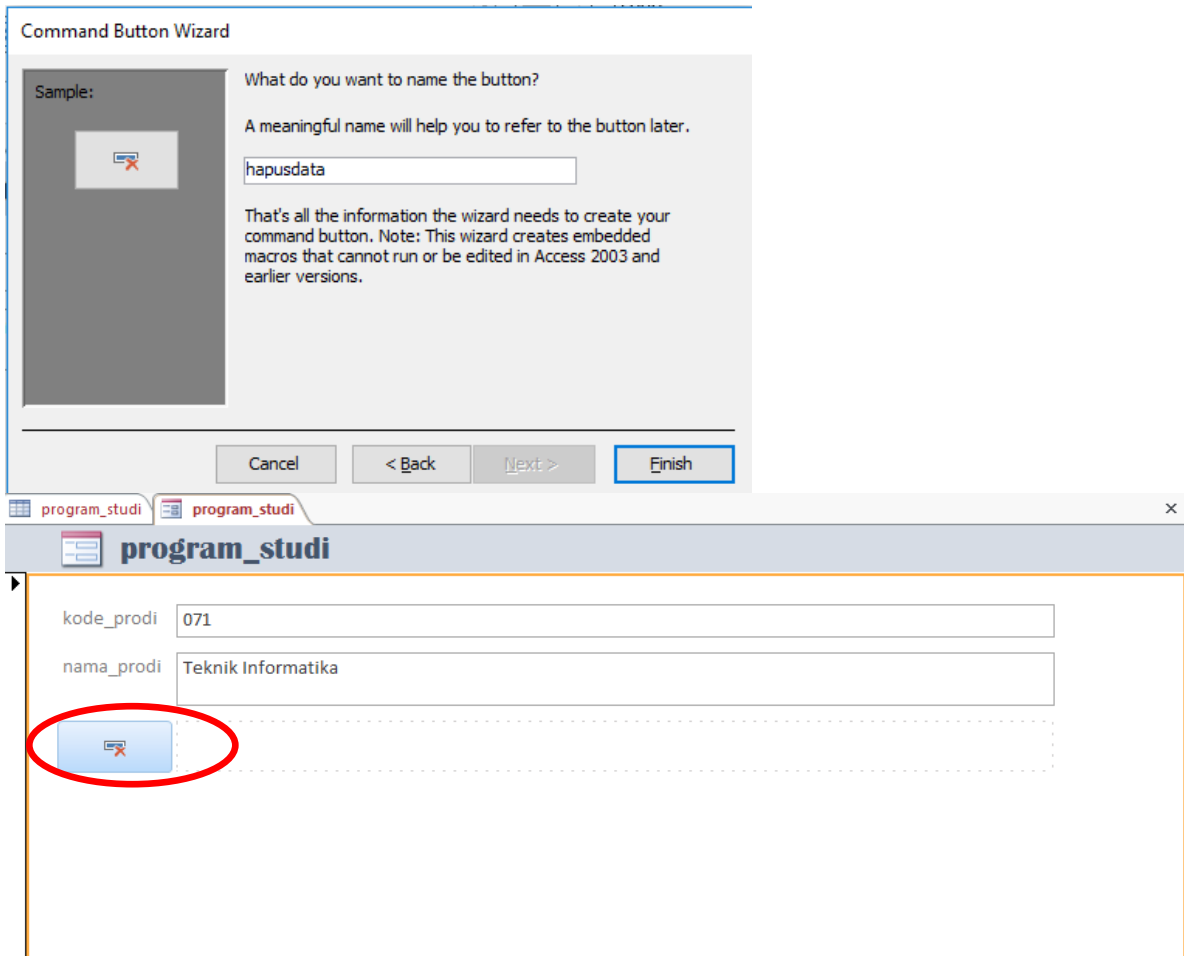 Command Button Wizard
Sample:
What do you want to name the button?
A meaningful name will help you to refer to the button later.
hapusdata
That's all the information the wizard needs to create your
command button. Note: This wizard creates embedded
macros that cannot run or be edited in Access 2003 and
earlier versions.
Cancel
< Back
Next >
Finish
program_studi
program_studi
program_studi
kode_prodi
071
nama_prodi
Teknik Informatika